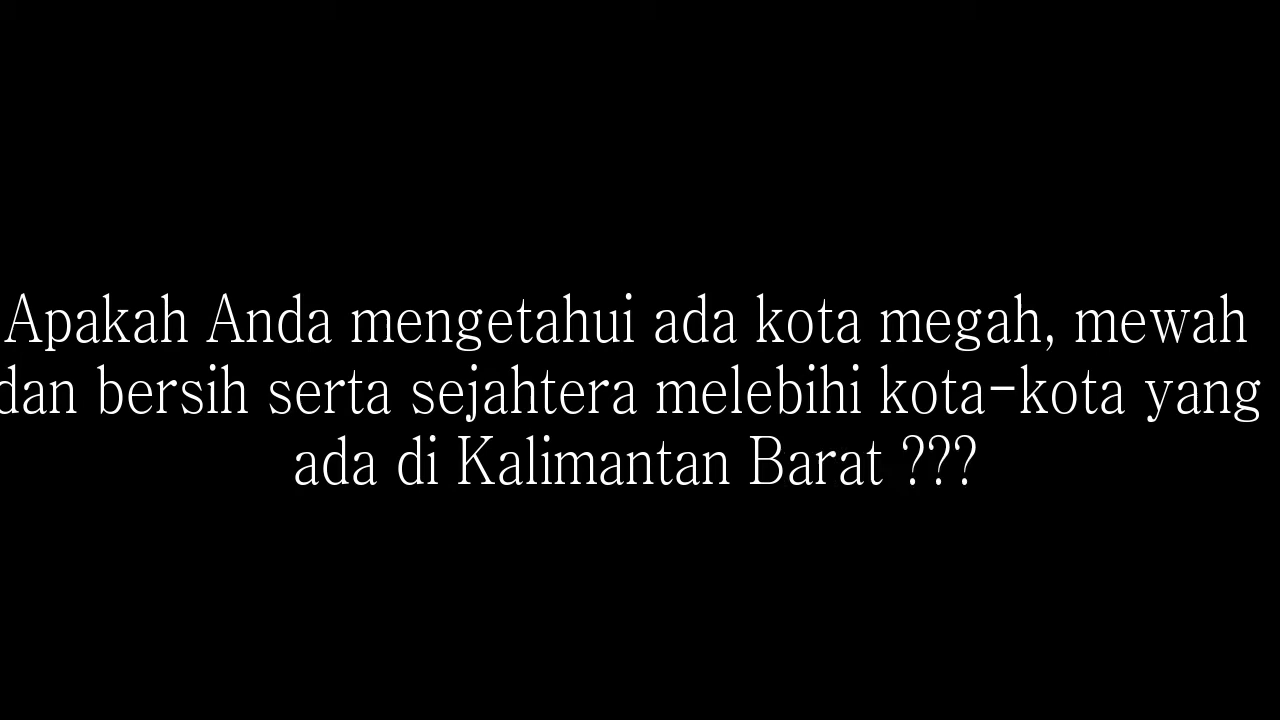 Apakah Anda mengetahui ada kota megah, mewah
dan bersih serta sejahtera melebihi kota-kota yang
ada di Kalimantan Barat ???